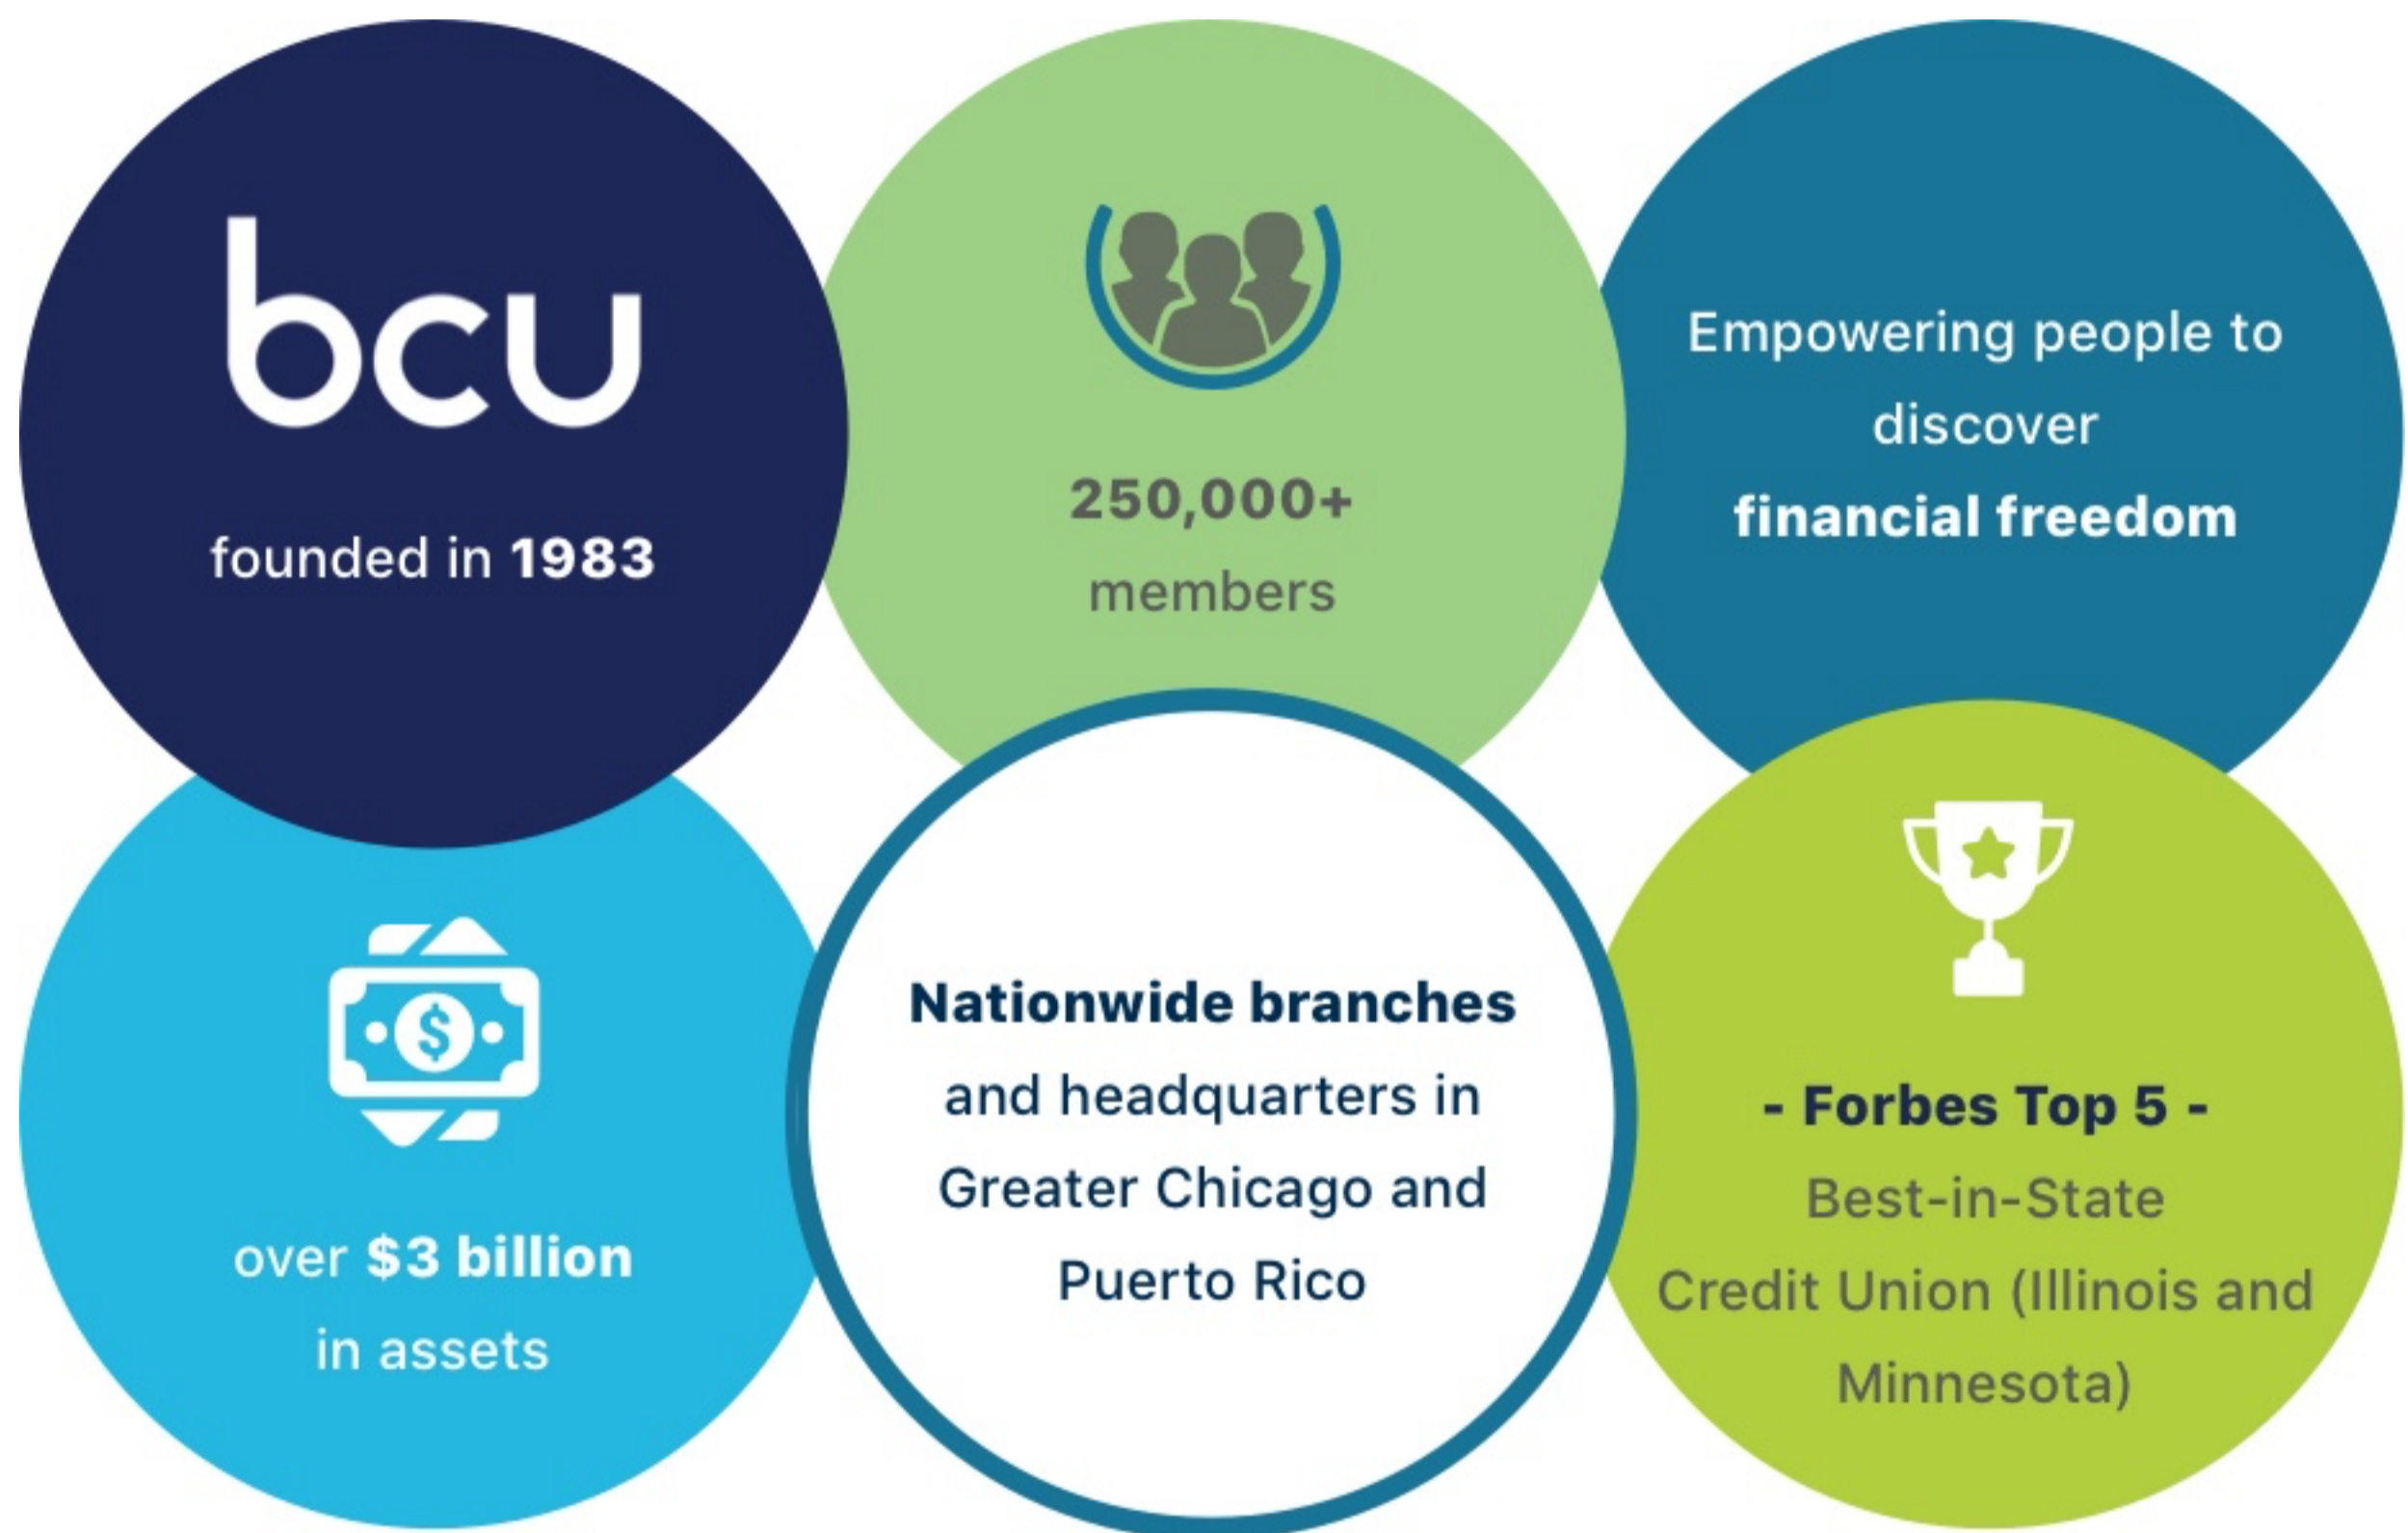 bcu
founded in 1983
250,000+
members
Empowering people to
discover
financial freedom
$
over $3 billion
in assets
Nationwide branches
and headquarters in
Greater Chicago and
Puerto Rico
- Forbes Top 5 -
Best-in-State
Credit Union (Illinois and
Minnesota)